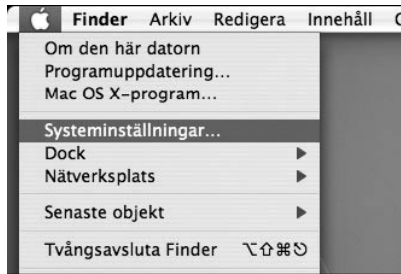 Finder Arkiv Redigera Innehåll
Om den här datorn
Programuppdatering...
Mac OS X-program...
Systeminställningar...
Dock
Nätverksplats
Senaste objekt
Tvångsavsluta Finder ⌥⇧⌘⎋